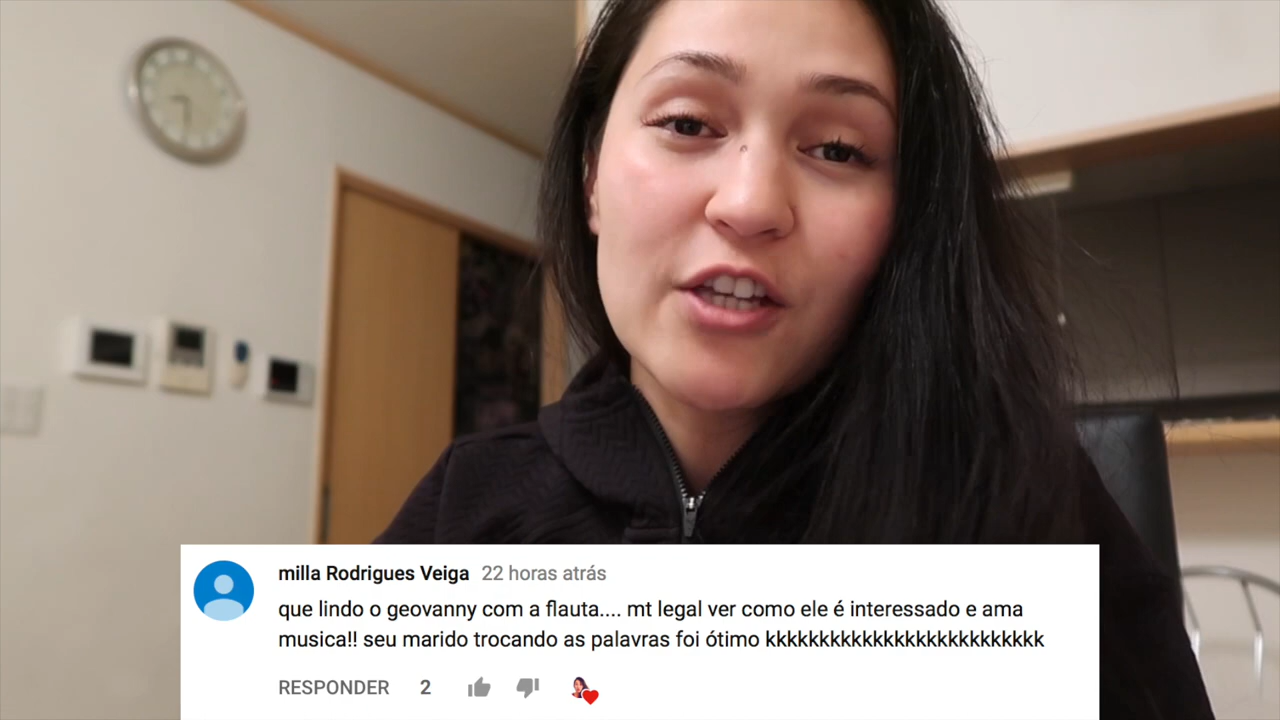 milla Rodrigues Veiga 22 horas atrás
que lindo o geovanny com a flauta.... mt legal ver como ele é interessado e ama
musica!! seu marido trocando as palavras foi ótimo kkkkkkkkkkkkkkkkkkkkkkkkkk
RESPONDER 2